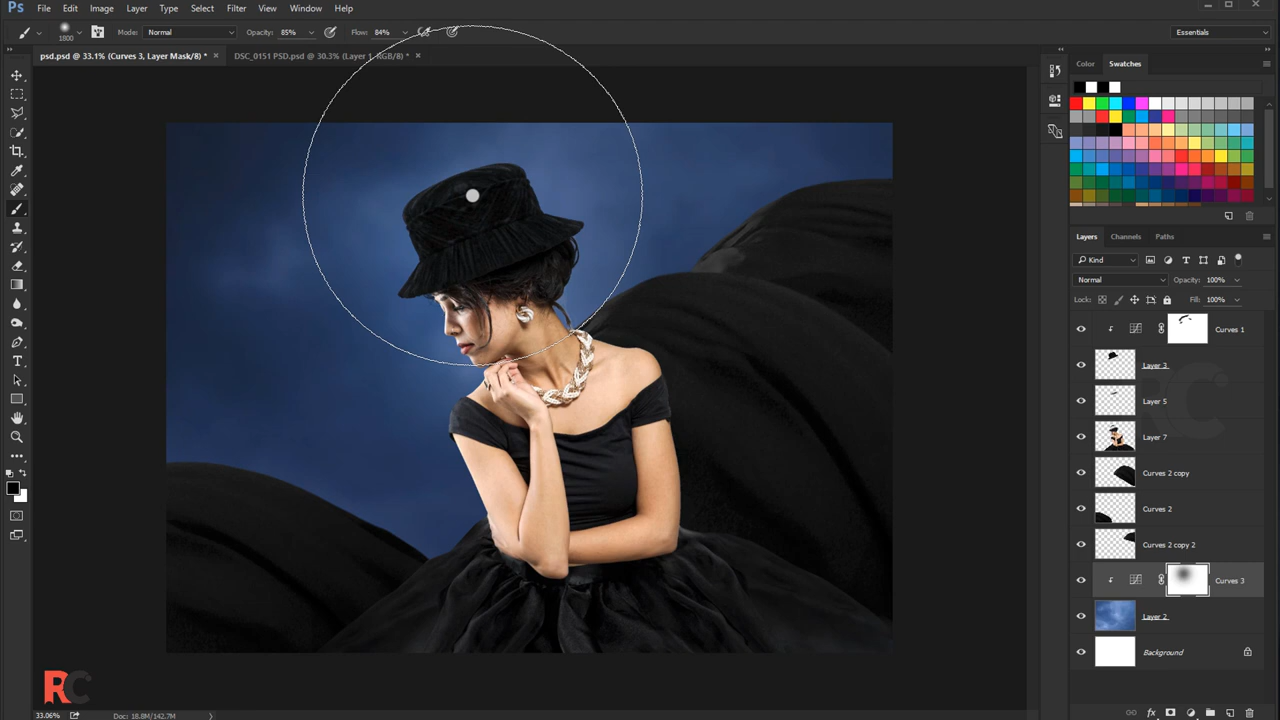 Ps File Edit Image Layer Type Select Filter View Window Help
1800 Mode: Normal Opacity: 85% Flow: 84% Essentials
psd.psd @ 33.1% (Curves 3, Layer Mask/8) * × DSC_0151 PSD.psd @ 30.3% (Layer 1, RGB/8) * ×
Color Swatches
Layers Channels Paths
Kind
Normal Opacity: 100%
Lock: Fill: 100%
Curves 1
Layer 3
RC
Layer 5
Layer 7
Curves 2 copy
Curves 2
Curves 2 copy 2
Curves 3
Layer 2
Background
RC
33.06% Doc: 18.8M/142.7M